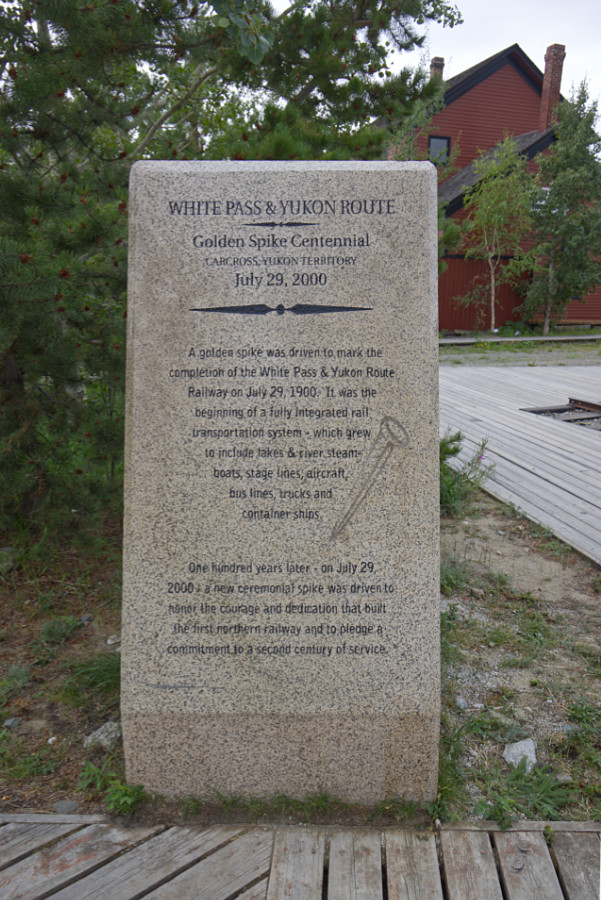 WHITE PASS & YUKON ROUTE
Golden Spike Centennial
CARCROSS, YUKON TERRITORY
July 29, 2000
A golden spike was driven to mark the
completion of the White Pass & Yukon Route
Railway on July 29, 1900. It was the
beginning of a fully integrated rail
transportation system - which grew
to include lakes & river steam-
boats, stage lines, aircraft,
bus lines, trucks and
container ships.
One hundred years later - on July 29,
2000 - a new ceremonial spike was driven to
honor the courage and dedication that built
the first northern railway and to pledge a
commitment to a second century of service.